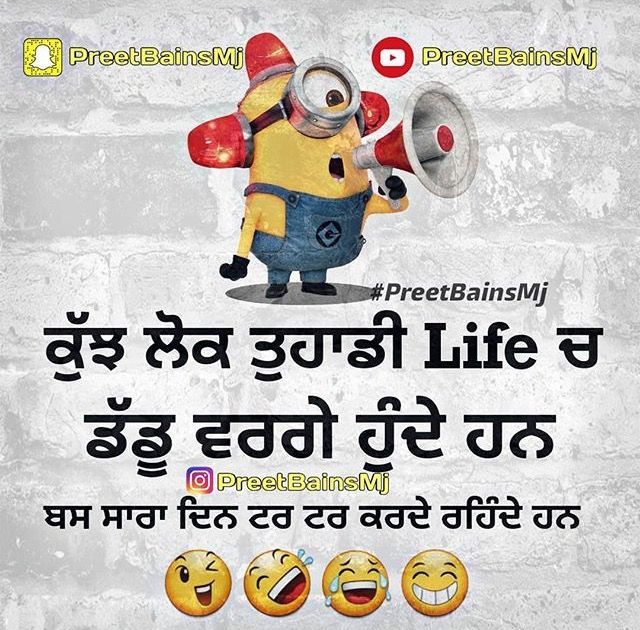 PreetBainsMj PreetBainsMj
#PreetBainsMj
ਕੁੱਝ ਲੋਕ ਤੁਹਾਡੀ Life ਚ
ਡੱਡੂ ਵਰਗੇ ਹੁੰਦੇ ਹਨ
PreetBainsMj
ਬਸ ਸਾਰਾ ਦਿਨ ਟਰ ਟਰ ਕਰਦੇ ਰਹਿੰਦੇ ਹਨ